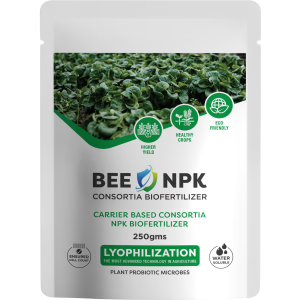 HIGHER
YIELD
HEALTHY
CROPS
ECO
FRIENDLY
BEE NPK
CONSORTIA BIOFERTILIZER
CARRIER BASED CONSORTIA
NPK BIOFERTILIZER
250gms
LYOPHILIZATION
THE MOST ADVANCED TECHNOLOGY IN AGRICULTURE
PLANT PROBIOTIC MICROBES
ENSURED
WATER
SOLUBLE